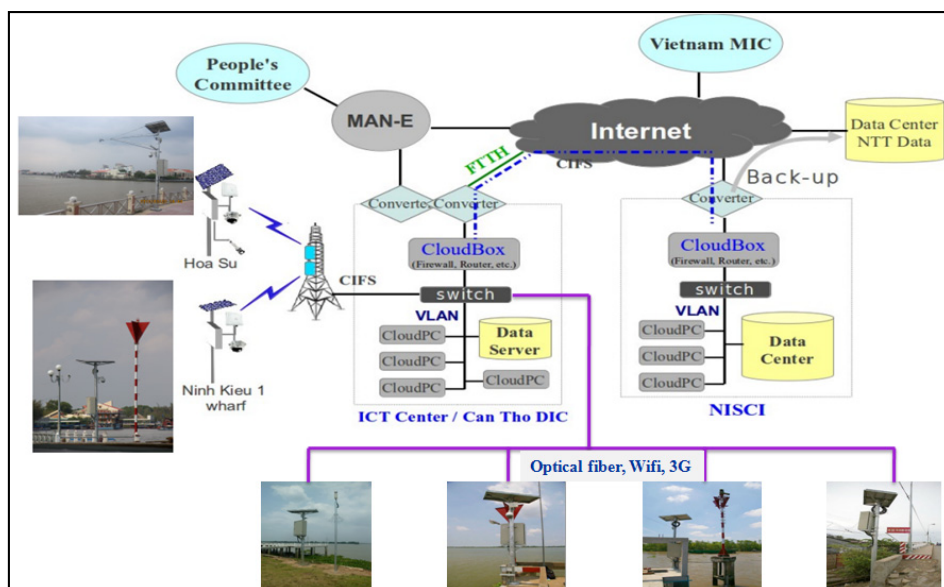 Vietnam MIC
People's
Committee
MAN-E
Internet
Data Center
NTT Data
FTTH
CIFS
Back-up
Converte
Converter
Converter
CloudBox
(Firewall, Router, etc.)
CloudBox
(Firewall, Router, etc.)
Hoa Su
CIFS
switch
switch
VLAN
VLAN
CloudPC
CloudPC
CloudPC
CloudPC
Data
Server
CloudPC
CloudPC
CloudPC
Data
Center
Ninh Kieu 1
wharf
ICT Center / Can Tho DIC
NISCI
Optical fiber, Wifi, 3G